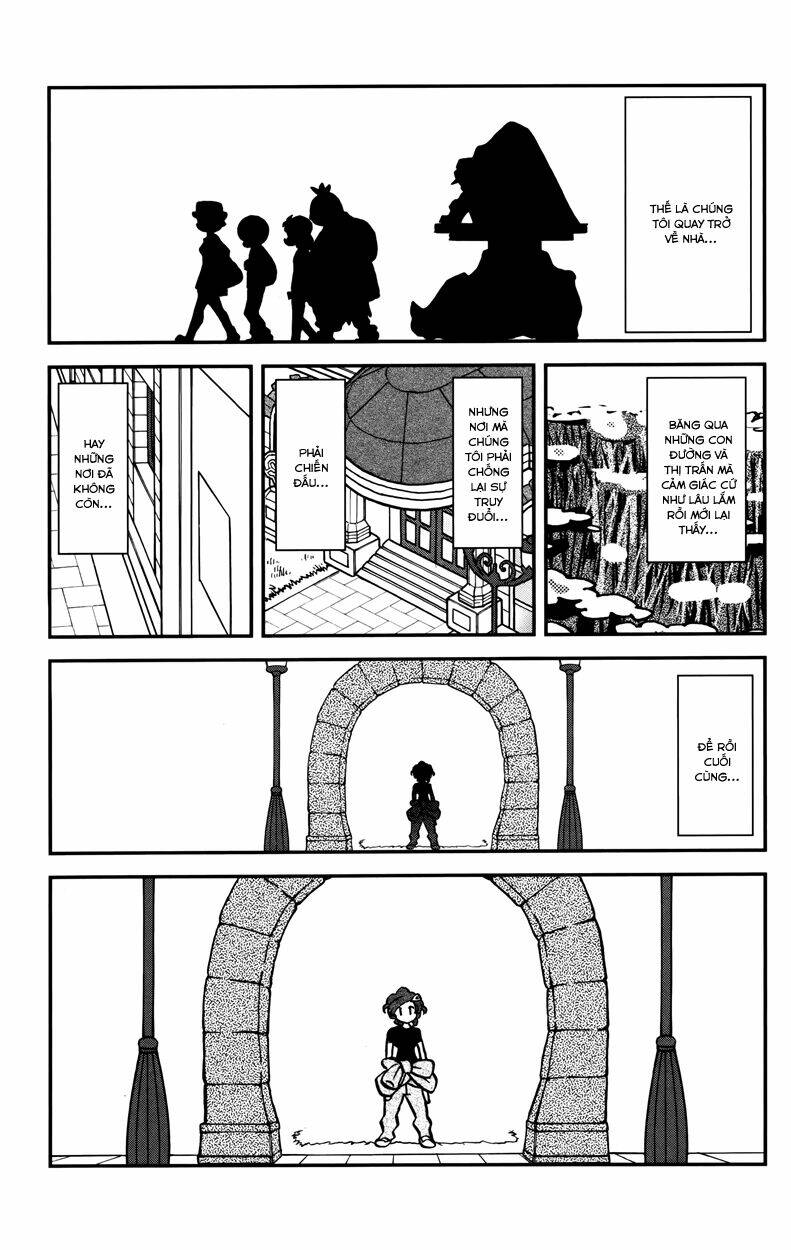 THẾ LÀ CHÚNG
TÔI QUAY TRỞ
VỀ NHÀ...
BĂNG QUA
NHỮNG CON
ĐƯỜNG VÀ
THỊ TRẤN MÀ
CẢM GIÁC CỨ
NHƯ LÂU LẮM
RỒI MỚI LẠI
THẤY...
NHƯNG
NƠI MÀ
CHÚNG
TÔI PHẢI
CHỐNG
LẠI SỰ
TRUY
ĐUỔI...
PHẢI
CHIẾN
ĐẤU...
HAY
NHỮNG
NƠI ĐÃ
KHÔNG
CÒN...
ĐỂ RỒI
CUỐI
CÙNG...